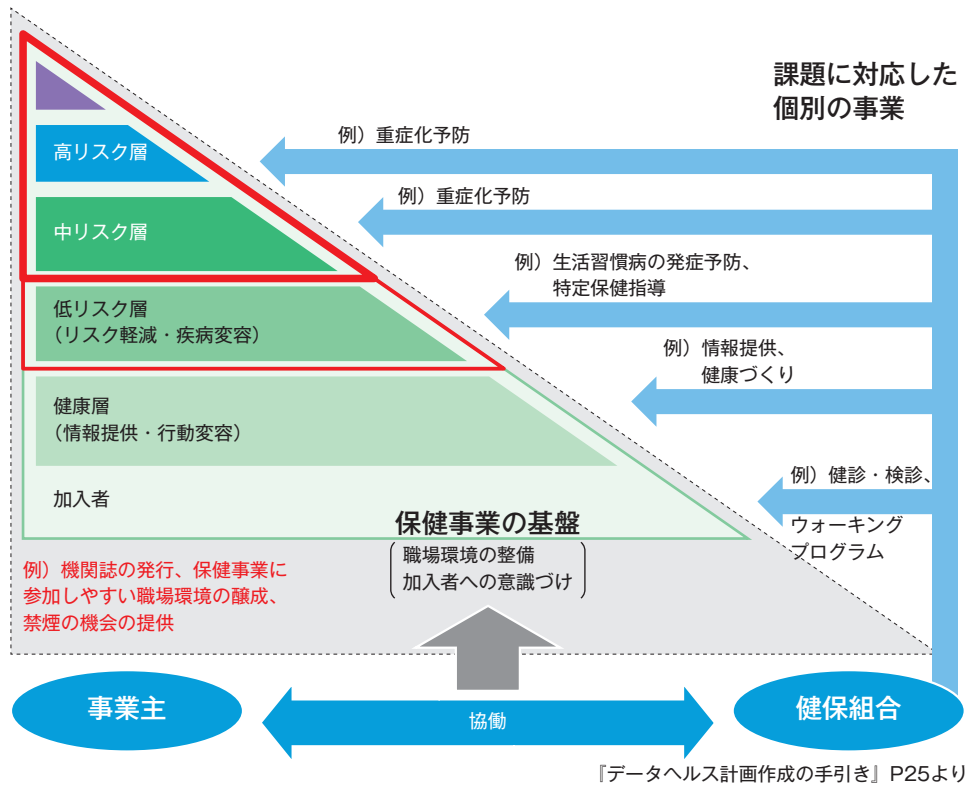 課題に対応した
個別の事業
例）重症化予防
高リスク層
例）重症化予防
中リスク層
例）生活習慣病の発症予防、
特定保健指導
低リスク層
（リスク軽減・疾病変容）
例）情報提供、
健康づくり
健康層
（情報提供・行動変容）
例）健診・検診、
ウォーキング
プログラム
加入者
保健事業の基盤
職場環境の整備
加入者への意識づけ
例）機関誌の発行、保健事業に
参加しやすい職場環境の醸成、
禁煙の機会の提供
事業主
協働
健保組合
『データヘルス計画作成の手引き』P25より